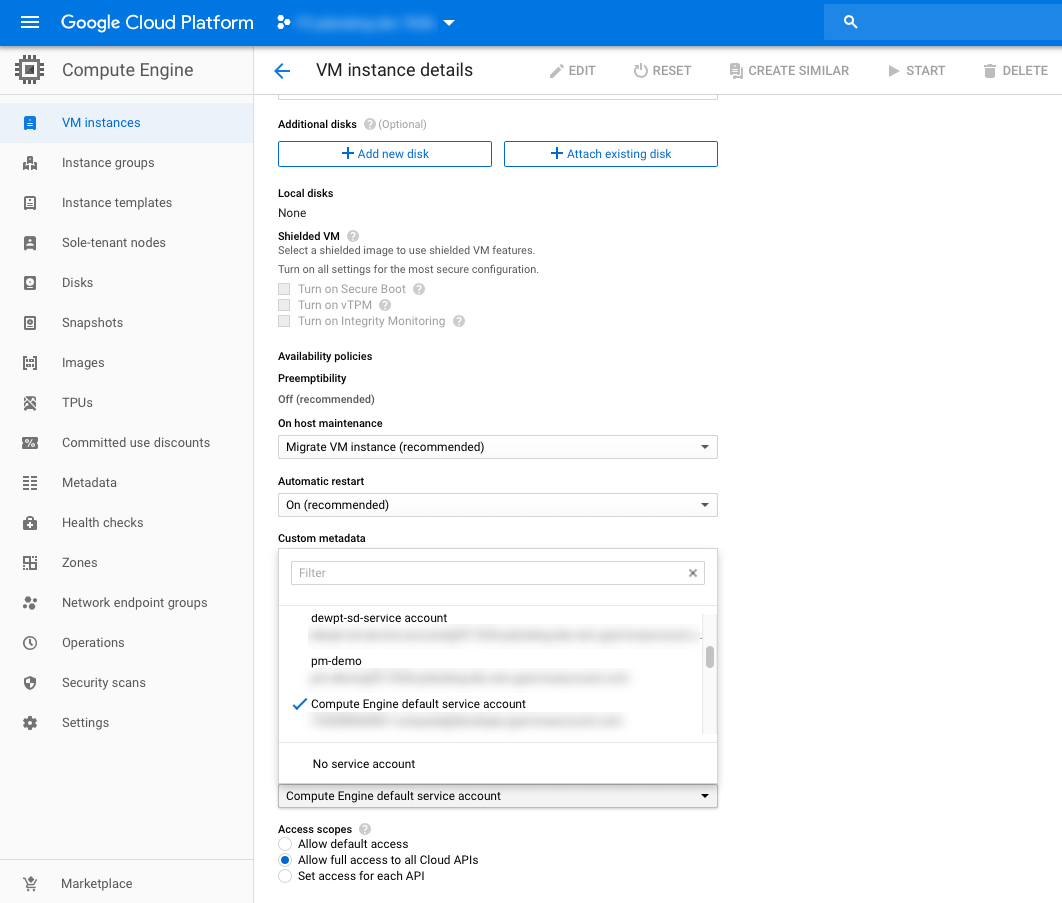 Google Cloud Platform
Compute Engine
VM instance details
EDIT
RESET
CREATE SIMILAR
START
DELETE
VM instances
Instance groups
Instance templates
Sole-tenant nodes
Disks
Snapshots
Images
TPUs
Committed use discounts
Metadata
Health checks
Zones
Network endpoint groups
Operations
Security scans
Settings
Marketplace
Additional disks ? (Optional)
+ Add new disk
+ Attach existing disk
Local disks
None
Shielded VM ?
Select a shielded image to use shielded VM features.
Turn on all settings for the most secure configuration.
Turn on Secure Boot ?
Turn on vTPM ?
Turn on Integrity Monitoring ?
Availability policies
Preemptibility
Off (recommended)
On host maintenance
Migrate VM instance (recommended)
Automatic restart
On (recommended)
Custom metadata
Filter
dewpt-sd-service account
pm-demo
Compute Engine default service account
No service account
Compute Engine default service account
Access scopes ?
Allow default access
Allow full access to all Cloud APIs
Set access for each API